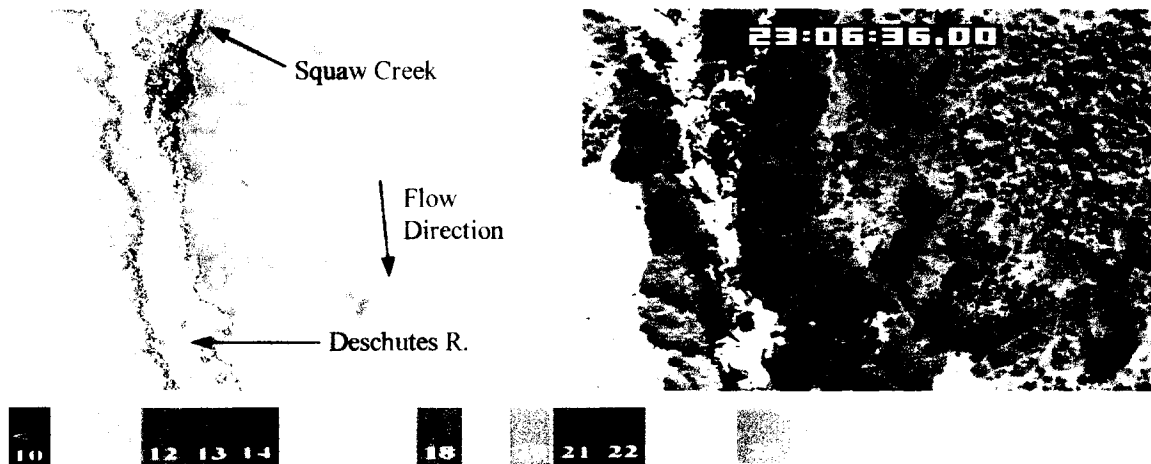 23:06:36.00
Squaw Creek
Flow
Direction
Deschutes R.
10 12 13 14 18 21 22